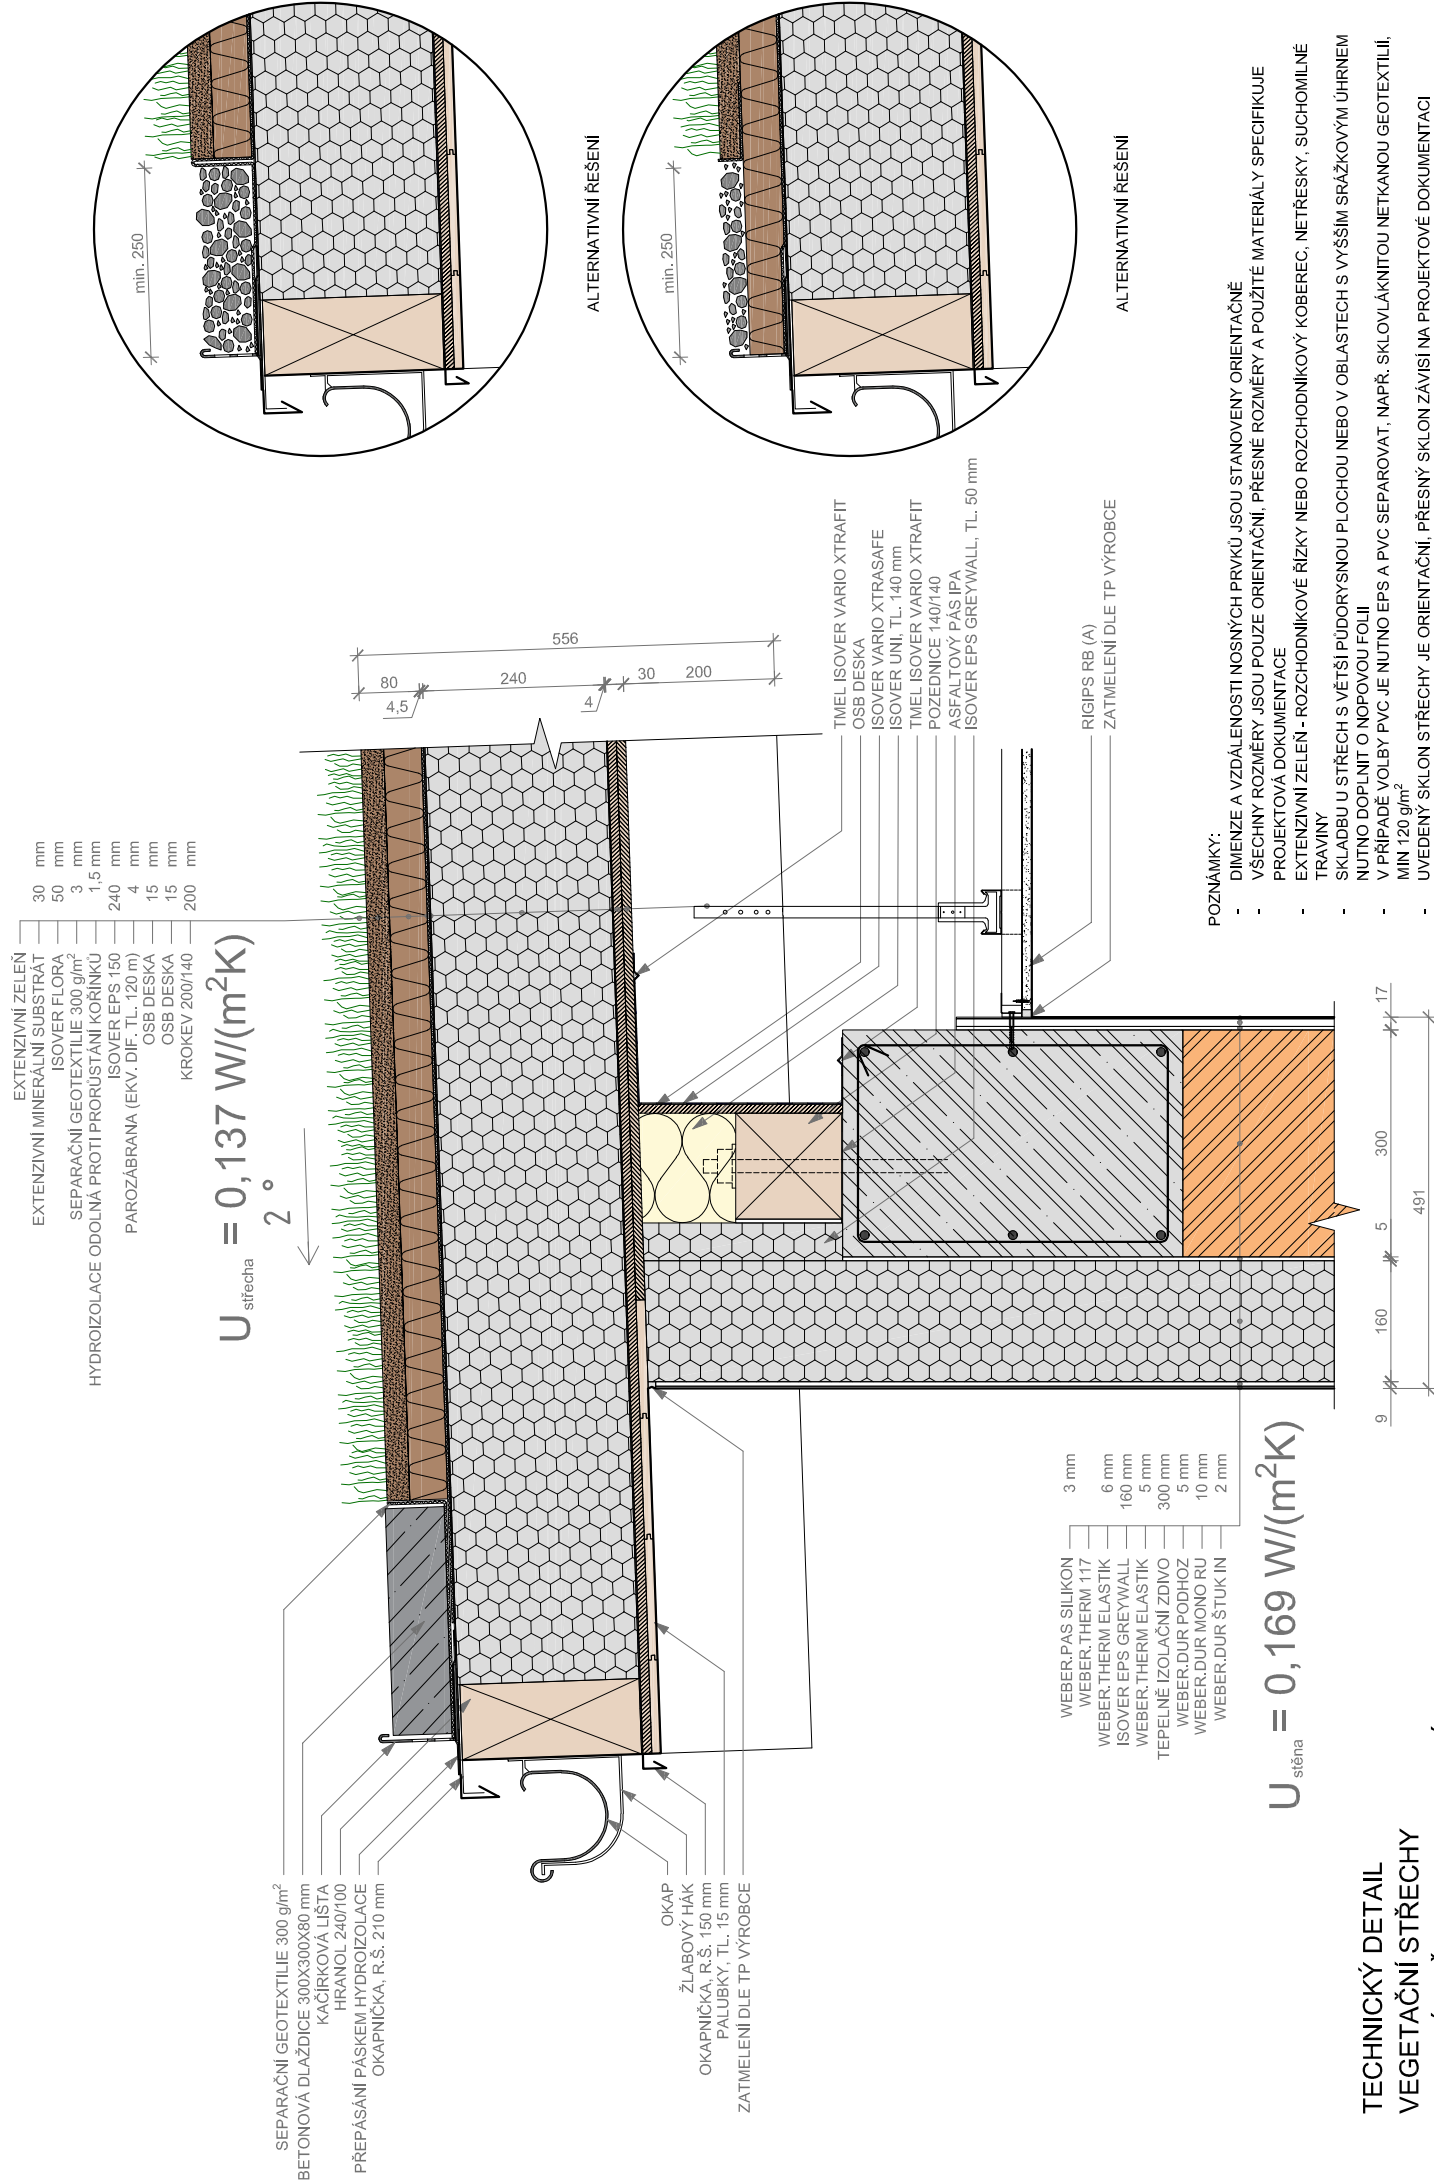 EXTENZIVNÍ ZELEŇ
EXTENZIVNÍ MINERÁLNÍ SUBSTRÁT 30 mm
ISOVER FLORA 50 mm
SEPARAČNÍ GEOTEXTILIE 300 g/m² 3 mm
HYDROIZOLACE ODOLNÁ PROTI PRORŮSTÁNÍ KOŘÍNKŮ 1,5 mm
ISOVER EPS 150 240 mm
PAROZÁBRANA (EKV. DIF. TL. 120 m) 4 mm
OSB DESKA 15 mm
OSB DESKA 15 mm
KROKEV 200/140 200 mm
U střecha = 0,137 W/(m²K)
2 °
SEPARAČNÍ GEOTEXTILIE 300 g/m²
BETONOVÁ DLAŽDICE 300X300X80 mm
KAČÍRKOVÁ LIŠTA
HRANOL 240/100
PŘEPÁSÁNÍ PÁSKEM HYDROIZOLACE
OKAPNIČKA, R.Š. 210 mm
OKAP
ŽLABOVÝ HÁK
OKAPNIČKA, R.Š. 150 mm
PALUBKY, TL. 15 mm
ZATMELENÍ DLE TP VÝROBCE
80
4,5
240
4
30
200
556
TMEL ISOVER VARIO XTRAFIT
OSB DESKA
ISOVER VARIO XTRASAFE
ISOVER UNI, TL. 140 mm
TMEL ISOVER VARIO XTRAFIT
POZEDNICE 140/140
ASFALTOVÝ PÁS IPA
ISOVER EPS GREYWALL, TL. 50 mm
RIGIPS RB (A)
ZATMELENÍ DLE TP VÝROBCE
min. 250
ALTERNATIVNÍ ŘEŠENÍ
min. 250
ALTERNATIVNÍ ŘEŠENÍ
WEBER.PAS SILIKON 3 mm
WEBER.THERM 117
WEBER.THERM ELASTIK 6 mm
ISOVER EPS GREYWALL 160 mm
WEBER.THERM ELASTIK 5 mm
TEPELNĚ IZOLAČNÍ ZDIVO 300 mm
WEBER.DUR PODHOZ 5 mm
WEBER.DUR MONO RU 10 mm
WEBER.DUR ŠTUK IN 2 mm
U stěna = 0,169 W/(m²K)
9
160
5
300
17
491
POZNÁMKY:
- DIMENZE A VZDÁLENOSTI NOSNÝCH PRVKŮ JSOU STANOVENY ORIENTAČNĚ
- VŠECHNY ROZMĚRY JSOU POUZE ORIENTAČNÍ, PŘESNÉ ROZMĚRY A POUŽITÉ MATERIÁLY SPECIFIKUJE
PROJEKTOVÁ DOKUMENTACE
- EXTENZIVNÍ ZELEŇ - ROZCHODNÍKOVÉ ŘÍZKY NEBO ROZCHODNÍKOVÝ KOBEREC, NETŘESKY, SUCHOMILNÉ
TRAVINY
- SKLADBU U STŘECH S VĚTŠÍ PŮDORYSNOU PLOCHOU NEBO V OBLASTECH S VYŠŠÍM SRÁŽKOVÝM ÚHRNEM
NUTNO DOPLNIT O NOPOVOU FOLII
- V PŘÍPADĚ VOLBY PVC JE NUTNO EPS A PVC SEPAROVAT, NAPŘ. SKLOVLÁKNITOU NETKANOU GEOTEXTILIÍ,
MIN 120 g/m²
- UVEDENÝ SKLON STŘECHY JE ORIENTAČNÍ, PŘESNÝ SKLON ZÁVISÍ NA PROJEKTOVÉ DOKUMENTACI
TECHNICKÝ DETAIL
VEGETAČNÍ STŘECHY